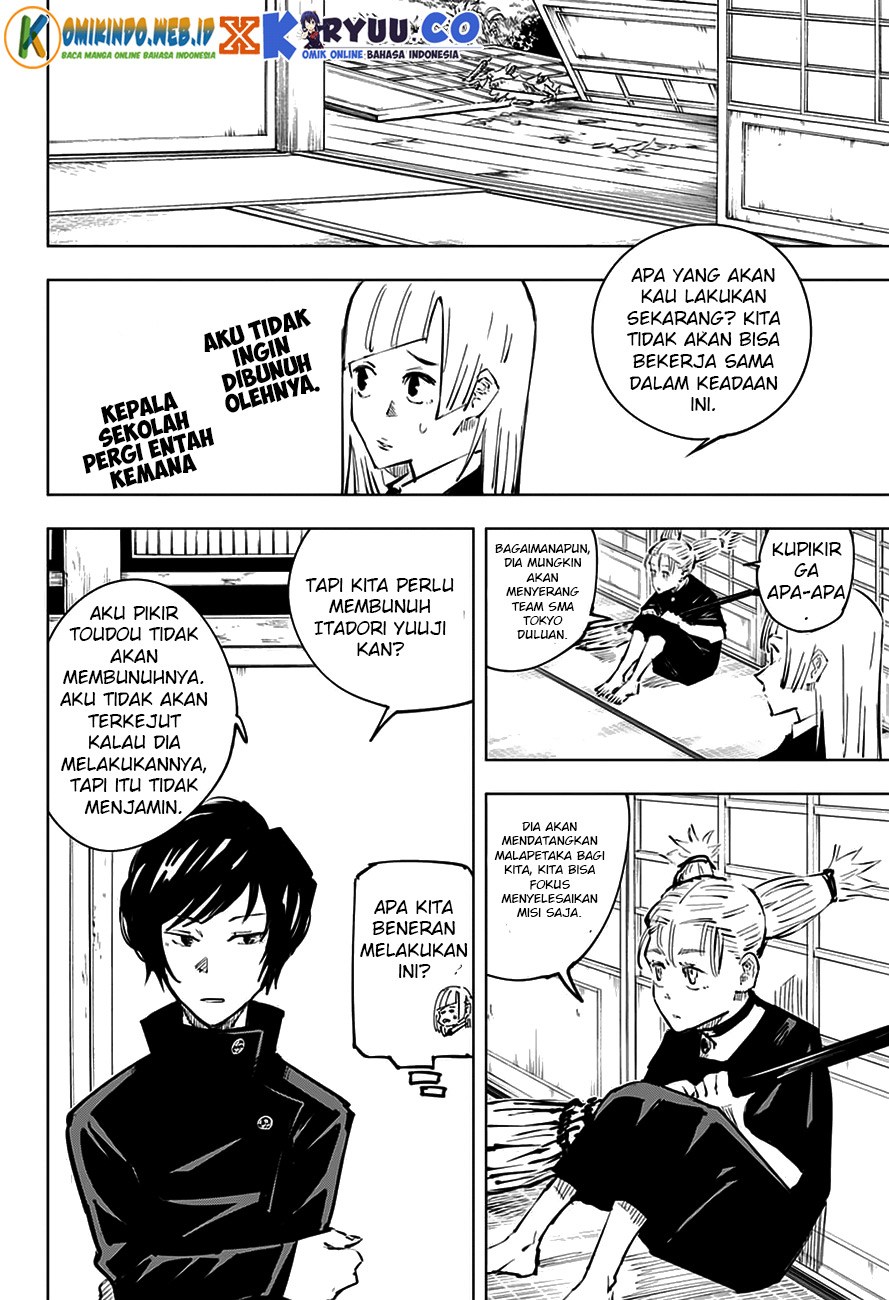 KOMIKINDO.WEB.ID X KIRYUU.CO
BACA MANGA ONLINE BAHASA INDONESIA
OMIK ONLINE BAHASA INDONESIA
APA YANG AKAN
KAU LAKUKAN
SEKARANG? KITA
TIDAK AKAN BISA
BEKERJA SAMA
DALAM KEADAAN
INI.
AKU TIDAK
INGIN
DIBUNUH
OLEHNYA.
KEPALA
SEKOLAH
PERGI ENTAH
KEMANA
KUPIKIR
GA
APA-APA
BAGAIMANAPUN,
DIA MUNGKIN
AKAN
MENYERANG
TEAM SMA
TOKYO
DULUAN.
DIA AKAN
MENDATANGKAN
MALAPETAKA BAGI
KITA, KITA BISA
FOKUS
MENYELESAIKAN
MISI SAJA.
TAPI KITA PERLU
MEMBUNUH
ITADORI YUUJI
KAN?
AKU PIKIR
TOUDOU TIDAK
AKAN
MEMBUNUHNYA.
AKU TIDAK AKAN
TERKEJUT
KALAU DIA
MELAKUKANNYA,
TAPI ITU TIDAK
MENJAMIN.
APA KITA
BENERAN
MELAKUKAN
INI?